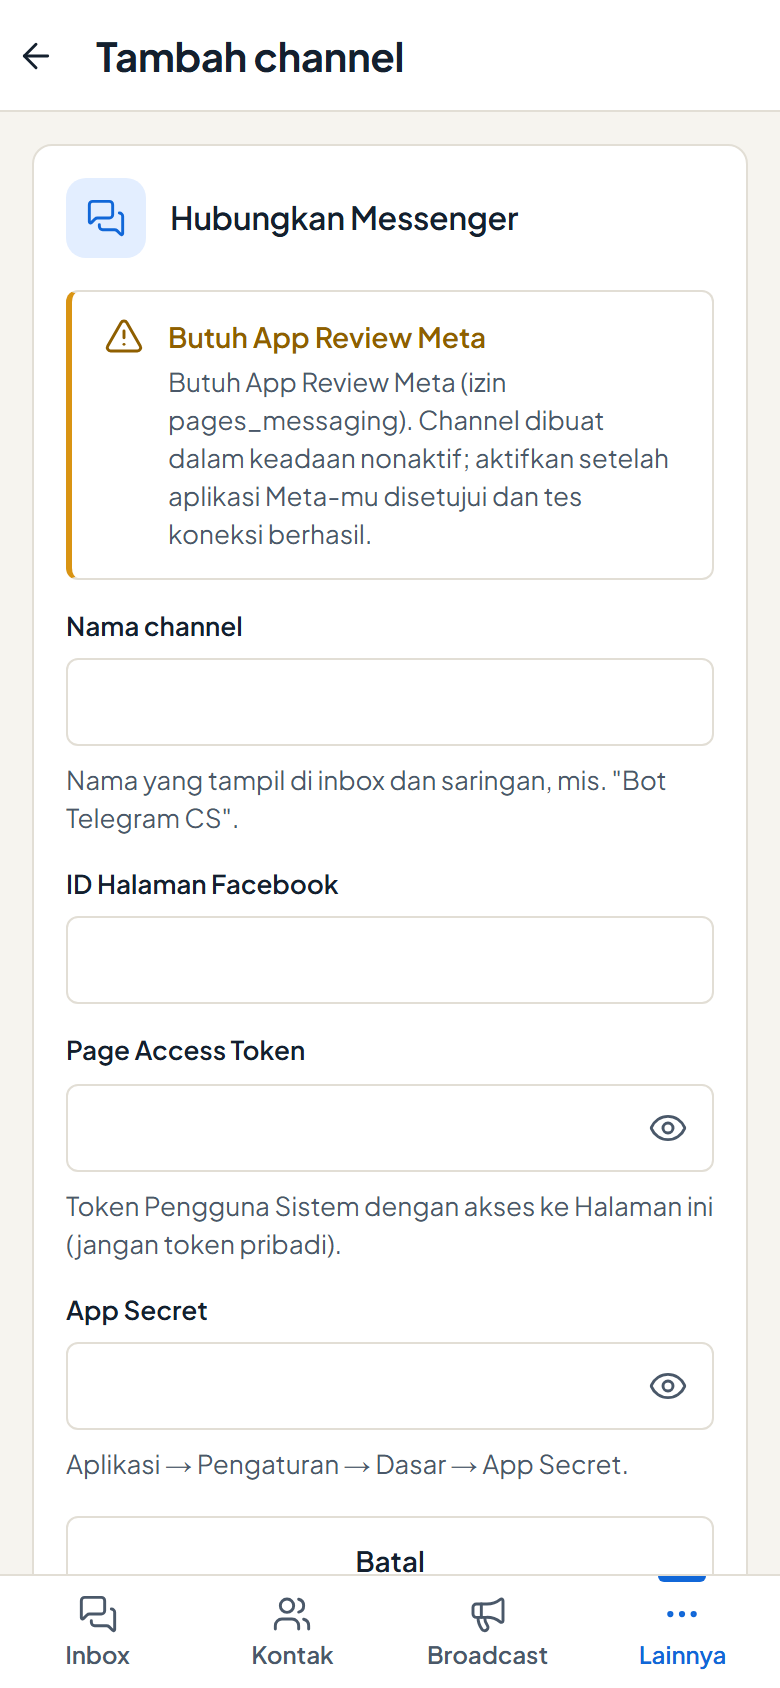 Tambah channel
Hubungkan Messenger
Butuh App Review Meta
Butuh App Review Meta (izin
pages_messaging). Channel dibuat
dalam keadaan nonaktif; aktifkan setelah
aplikasi Meta-mu disetujui dan tes
koneksi berhasil.
Nama channel
Nama yang tampil di inbox dan saringan, mis. "Bot
Telegram CS".
ID Halaman Facebook
Page Access Token
Token Pengguna Sistem dengan akses ke Halaman ini
(jangan token pribadi).
App Secret
Aplikasi → Pengaturan → Dasar → App Secret.
Batal
Inbox
Kontak
Broadcast
Lainnya